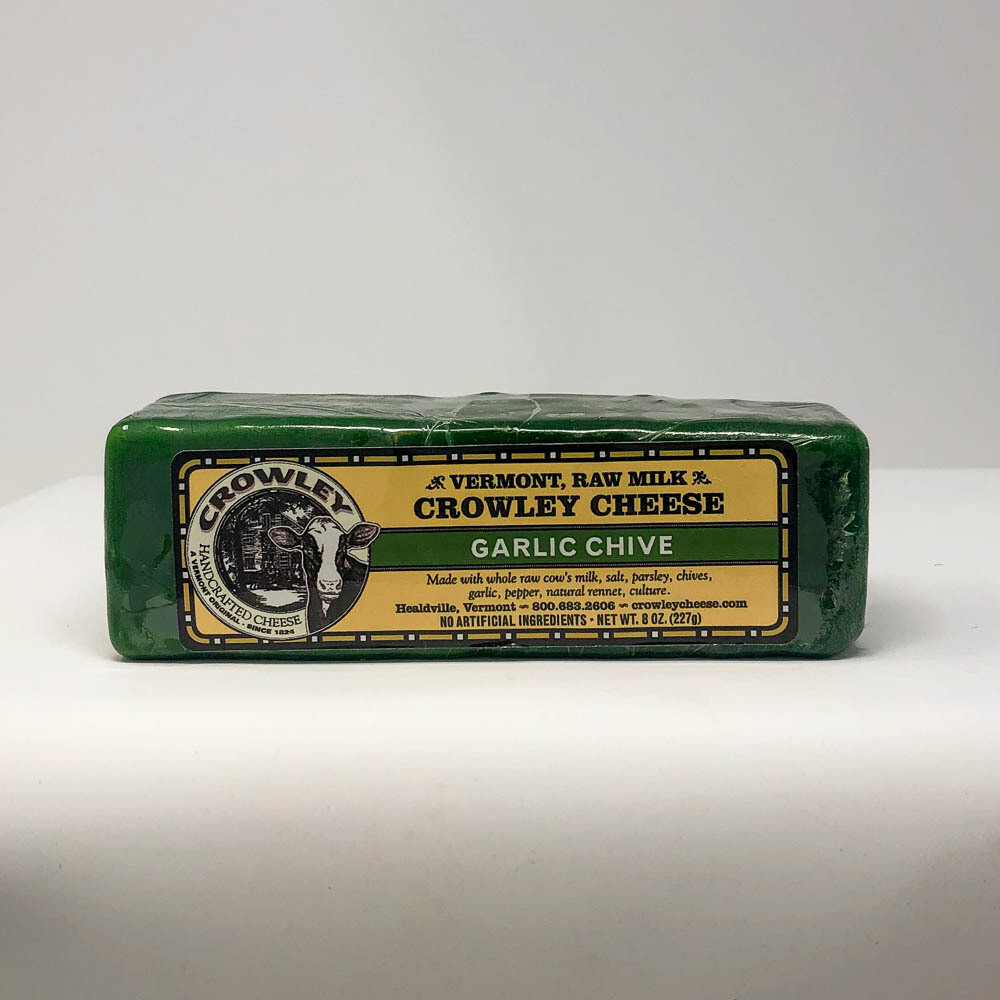 CROWLEY
HANDCRAFTED CHEESE
A VERMONT ORIGINAL · SINCE 1824
VERMONT, RAW MILK
CROWLEY CHEESE
GARLIC CHIVE
Made with whole raw cow's milk, salt, parsley, chives,
garlic, pepper, natural rennet, culture.
Healdville, Vermont ~ 800.683.2606 ~ crowleycheese.com
NO ARTIFICIAL INGREDIENTS · NET WT. 8 OZ. (227g)